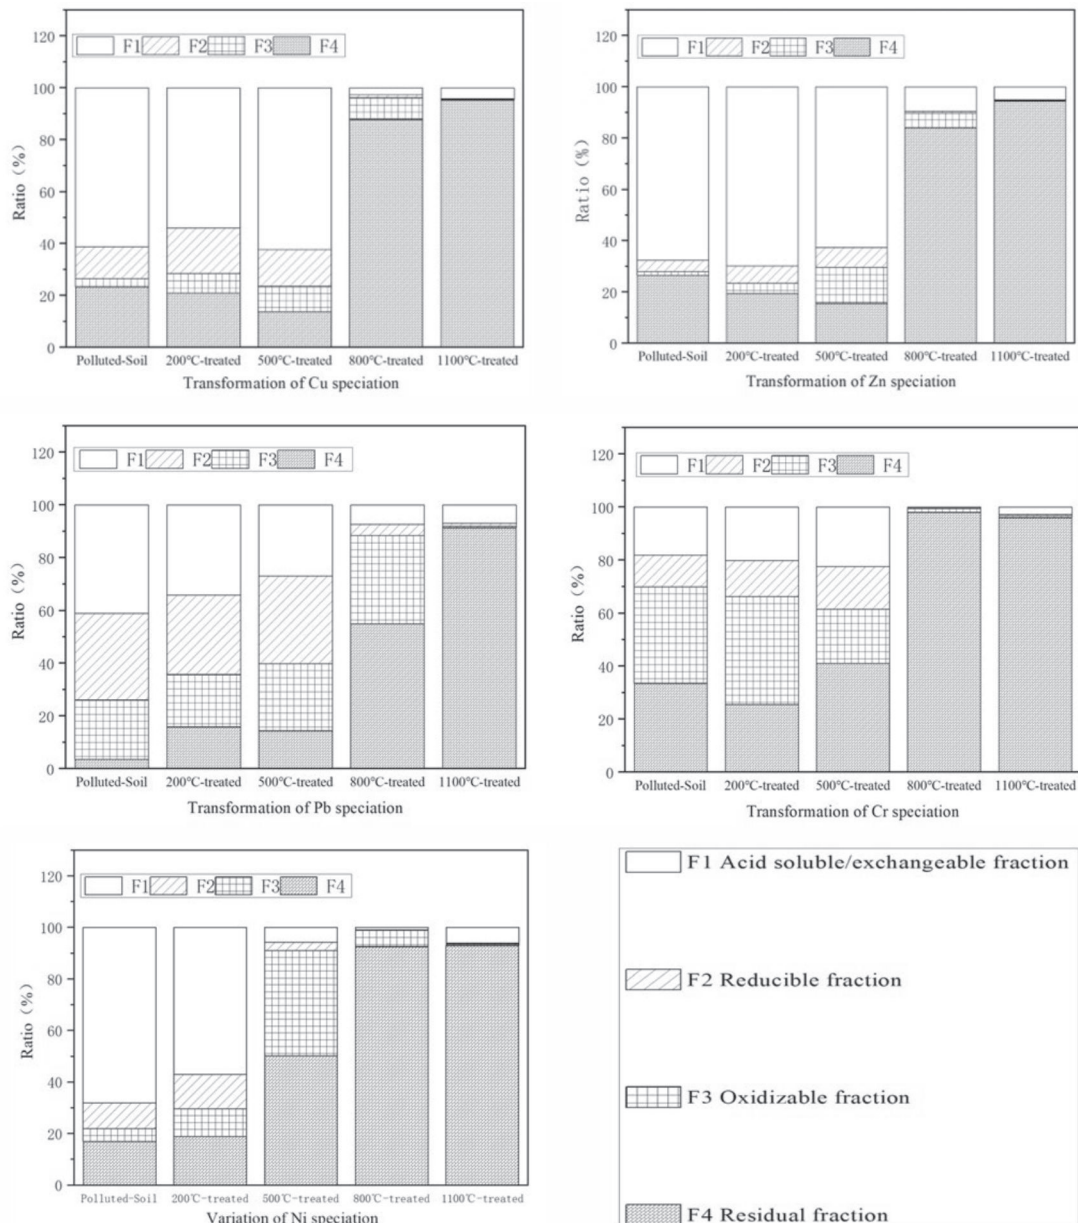 120
100
80
60
40
20
0
Ratio (%)
F1 F2 F3 F4
Polluted-Soil 200℃-treated 500℃-treated 800℃-treated 1100℃-treated
Transformation of Cu speciation
120
100
80
60
40
20
0
Ratio (%)
F1 F2 F3 F4
Polluted-Soil 200℃-treated 500℃-treated 800℃-treated 1100℃-treated
Transformation of Zn speciation
120
100
80
60
40
20
0
Ratio (%)
F1 F2 F3 F4
Polluted-Soil 200℃-treated 500℃-treated 800℃-treated 1100℃-treated
Transformation of Pb speciation
120
100
80
60
40
20
0
Ratio (%)
F1 F2 F3 F4
Polluted-Soil 200℃-treated 500℃-treated 800℃-treated 1100℃-treated
Transformation of Cr speciation
120
100
80
60
40
20
0
Ratio (%)
F1 F2 F3 F4
Polluted-Soil 200℃-treated 500℃-treated 800℃-treated 1100℃-treated
Variation of Ni speciation
F1 Acid soluble/exchangeable fraction
F2 Reducible fraction
F3 Oxidizable fraction
F4 Residual fraction